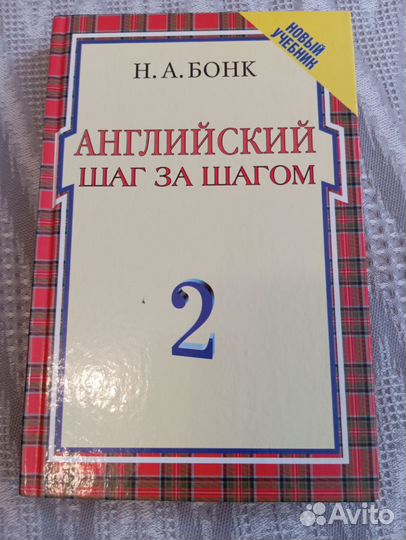 НОВЫЙ
УЧЕБНИК
Н. А. БОНК
АНГЛИЙСКИЙ
ШАГ ЗА ШАГОМ
2
Avito